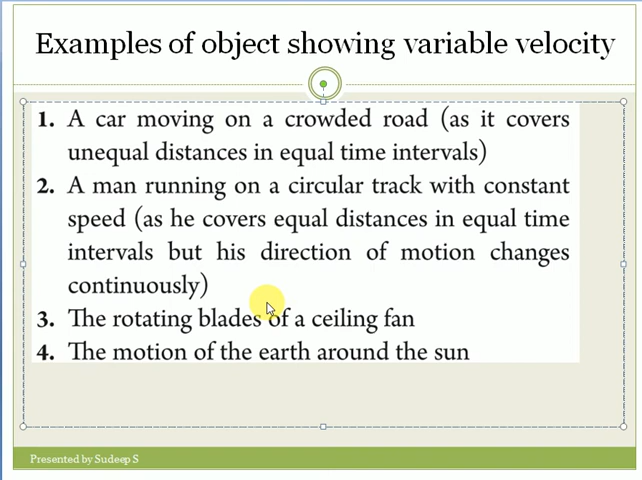 Examples of object showing variable velocity
1. A car moving on a crowded road (as it covers
unequal distances in equal time intervals)
2. A man running on a circular track with constant
speed (as he covers equal distances in equal time
intervals but his direction of motion changes
continuously)
3. The rotating blades of a ceiling fan
4. The motion of the earth around the sun
Presented by Sudeep S